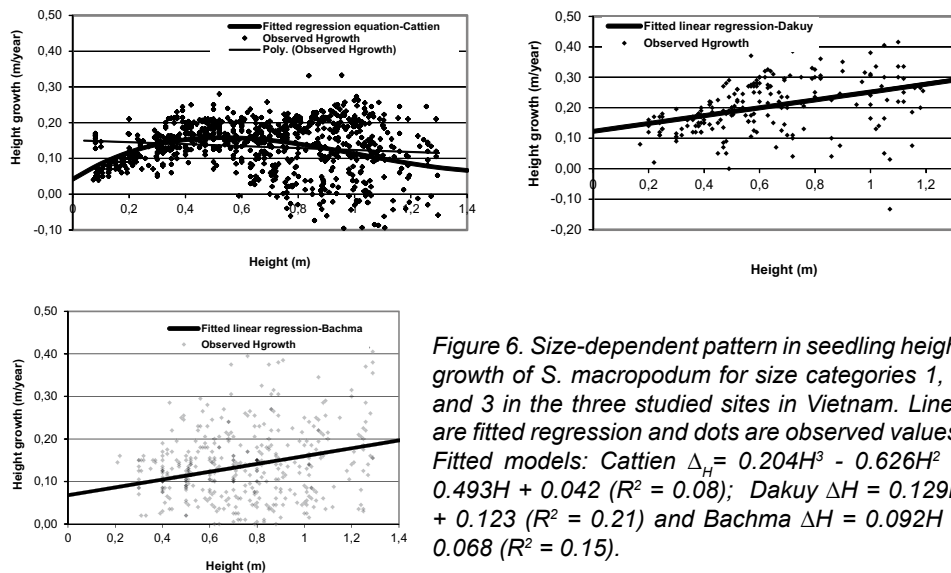 Fitted regression equation-Cattien
Observed Hgrowth
Poly. (Observed Hgrowth)
Height growth (m/year)
0,50
0,40
0,30
0,20
0,10
0,00
-0,10
0 0,2 0,4 0,6 0,8 1 1,2 1,4
Height (m)
Fitted linear regression-Dakuy
Observed Hgrowth
Height growth (m/year)
0,50
0,40
0,30
0,20
0,10
0,00
-0,10
-0,20
0 0,2 0,4 0,6 0,8 1 1,2
Height (m)
Fitted linear regression-Bachma
Observed Hgrowth
Height growth (m/year)
0,50
0,40
0,30
0,20
0,10
0,00
0 0,2 0,4 0,6 0,8 1 1,2 1,4
Height (m)
Figure 6. Size-dependent pattern in seedling heigh
growth of S. macropodum for size categories 1,
and 3 in the three studied sites in Vietnam. Line
are fitted regression and dots are observed values
Fitted models: Cattien Δ_H= 0.204H³ - 0.626H²
0.493H + 0.042 (R² = 0.08); Dakuy ΔH = 0.129H
+ 0.123 (R² = 0.21) and Bachma ΔH = 0.092H
0.068 (R² = 0.15).